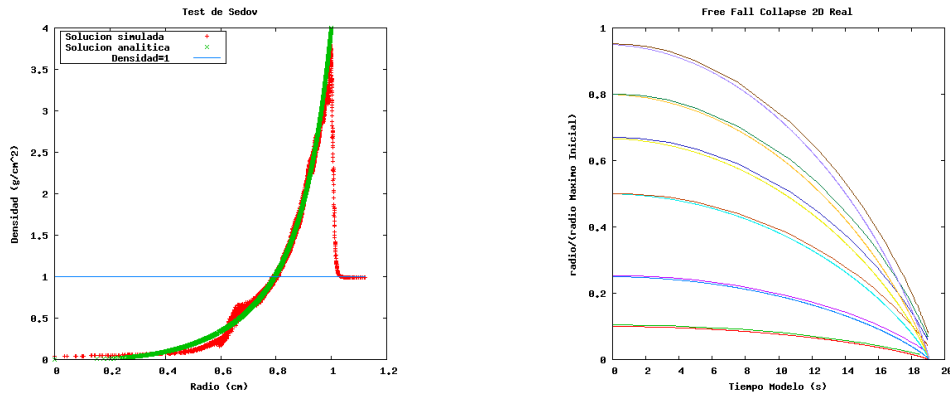 Test de Sedov
Solucion simulada
Solucion analitica
Densidad=1
Densidad (g/cm^2)
4
3,5
3
2,5
2
1,5
1
0,5
0
0 0,2 0,4 0,6 0,8 1 1,2
Radio (cm)
Free Fall Collapse 2D Real
radio/(radio Maximo Inicial)
1
0,8
0,6
0,4
0,2
0
0 2 4 6 8 10 12 14 16 18 20
Tiempo Modelo (s)